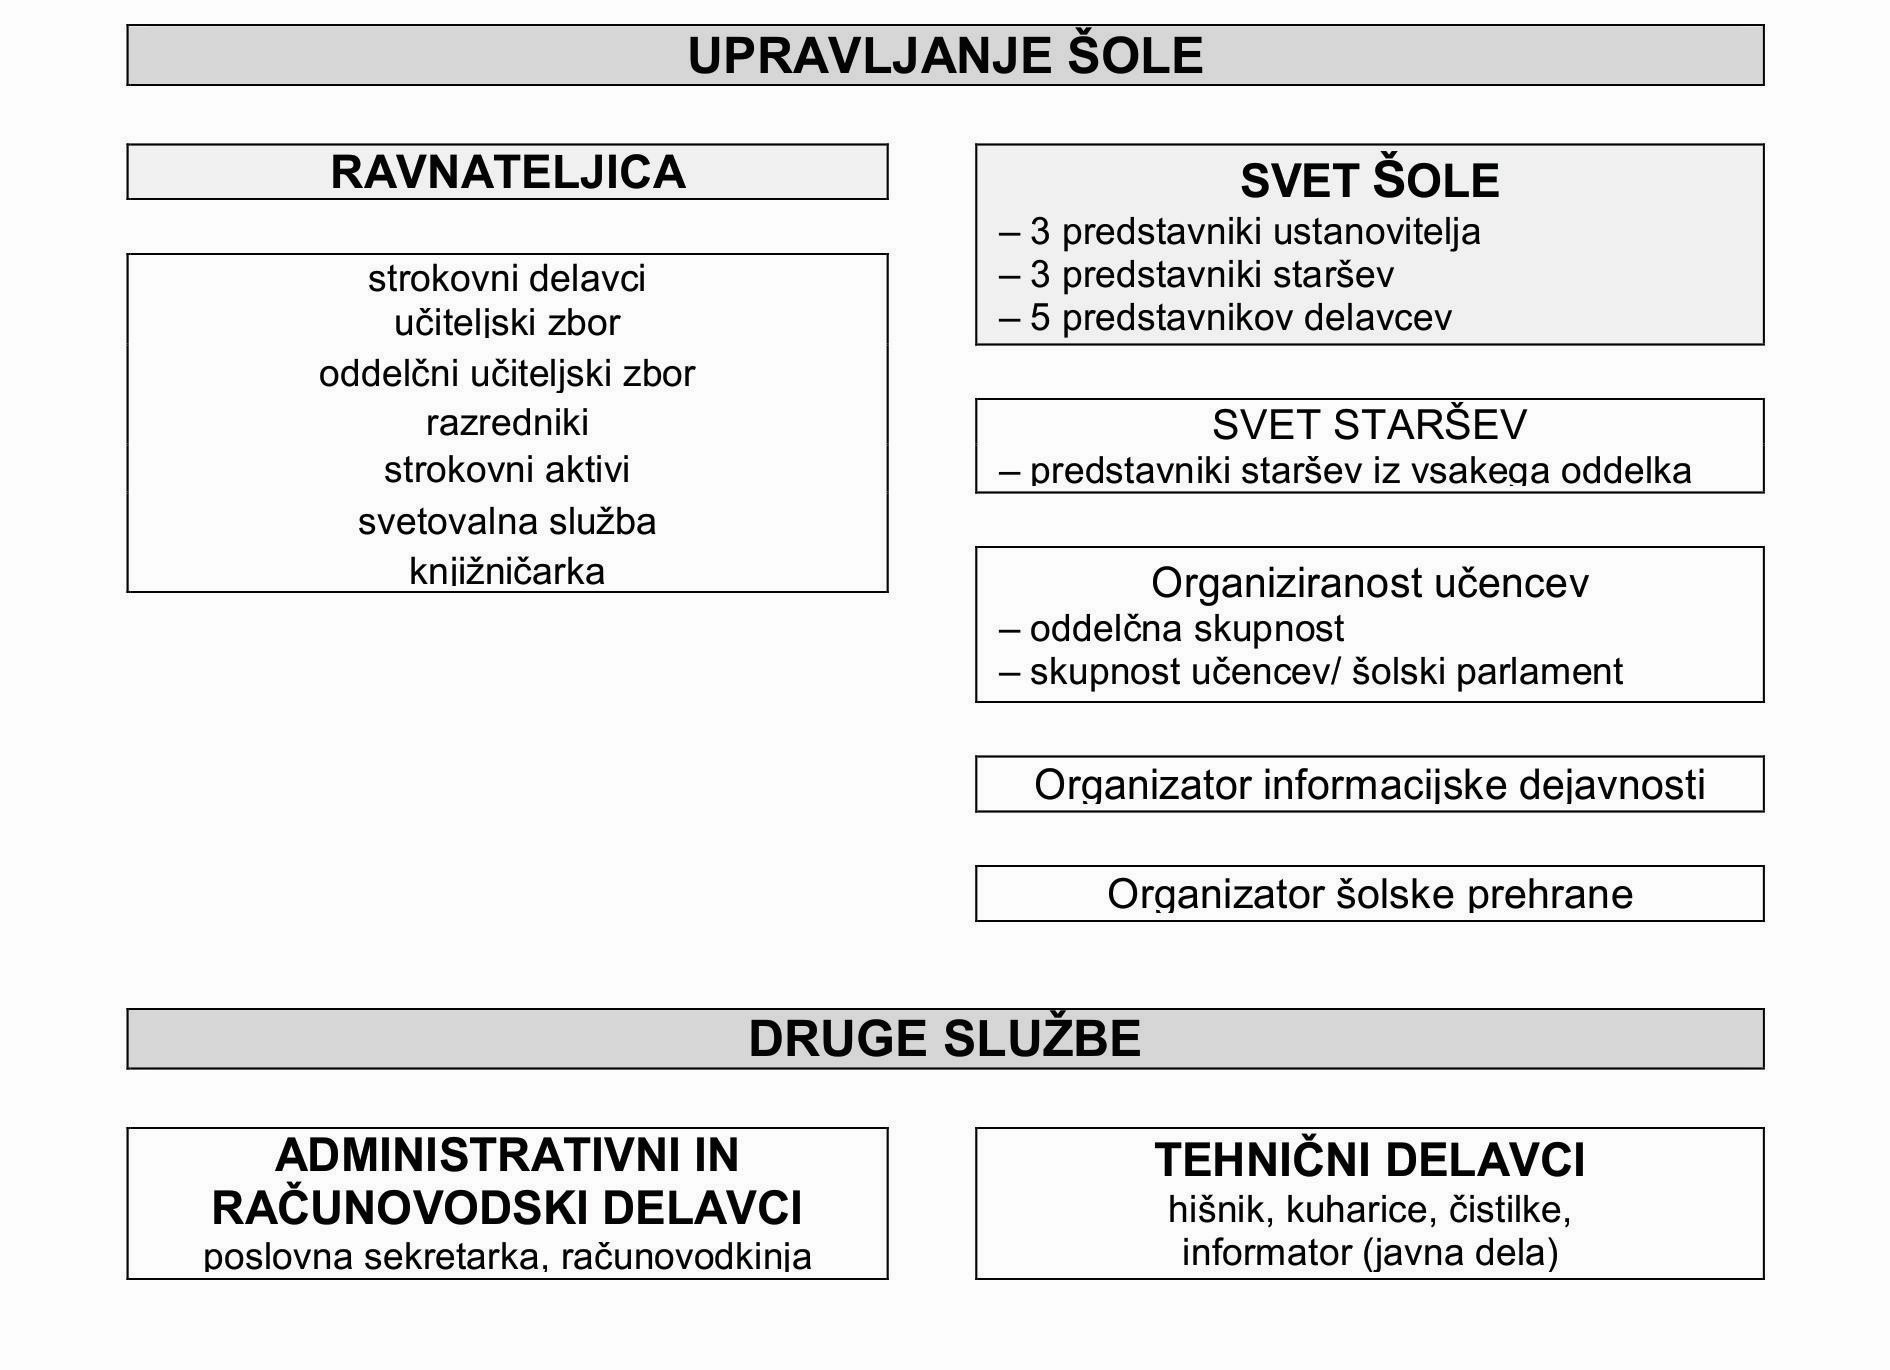 UPRAVLJANJE ŠOLE
RAVNATELJICA
strokovni delavci
učiteljski zbor
oddelčni učiteljski zbor
razredniki
strokovni aktivi
svetovalna služba
knjižničarka
SVET ŠOLE
– 3 predstavniki ustanovitelja
– 3 predstavniki staršev
– 5 predstavnikov delavcev
SVET STARŠEV
– predstavniki staršev iz vsakega oddelka
Organiziranost učencev
– oddelčna skupnost
– skupnost učencev/ šolski parlament
Organizator informacijske dejavnosti
Organizator šolske prehrane
DRUGE SLUŽBE
ADMINISTRATIVNI IN
RAČUNOVODSKI DELAVCI
poslovna sekretarka, računovodkinja
TEHNIČNI DELAVCI
hišnik, kuharice, čistilke,
informator (javna dela)